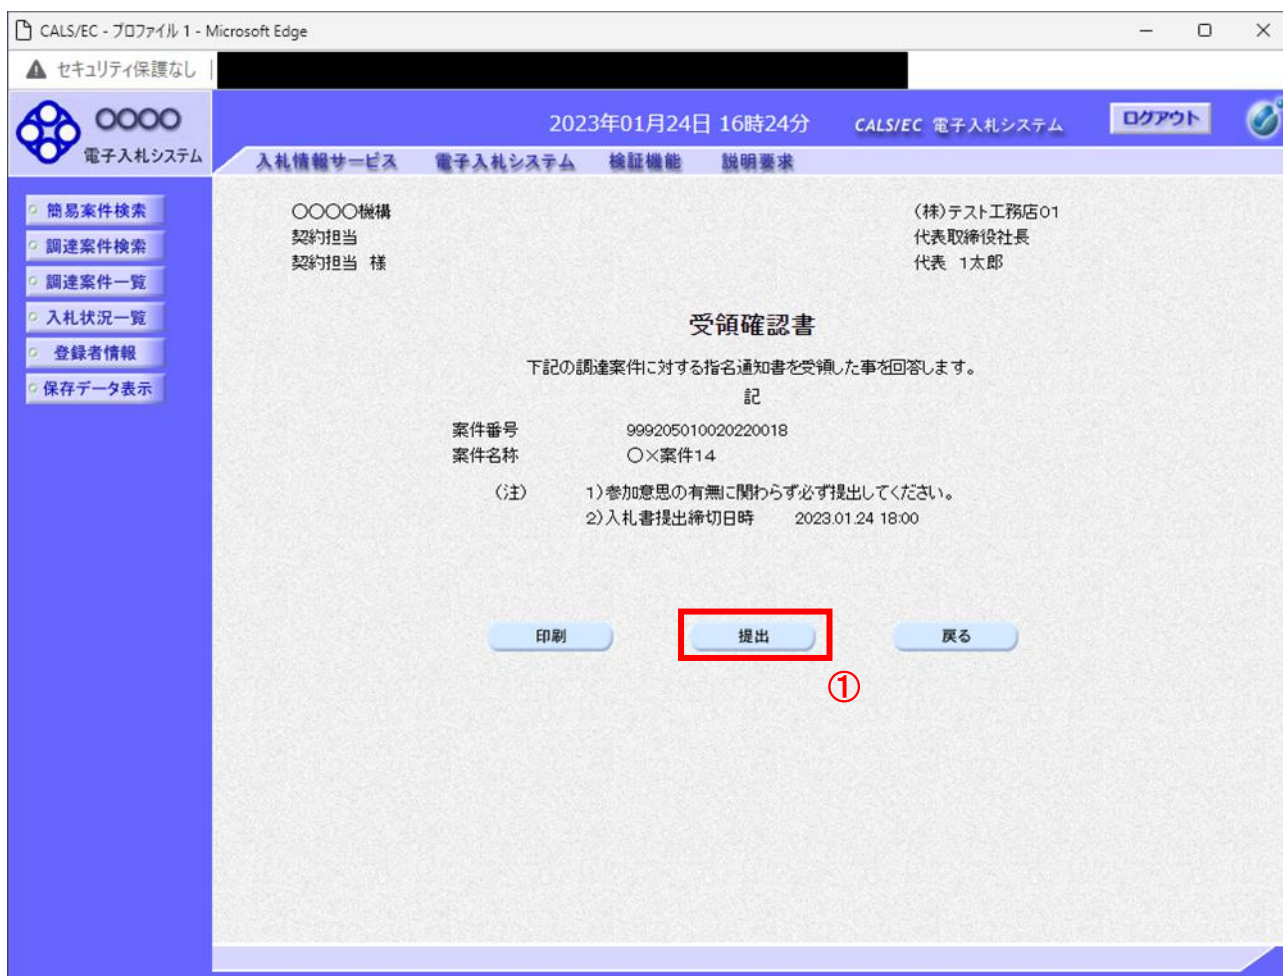 CALS/EC - プロファイル 1 - Microsoft Edge
セキュリティ保護なし
〇〇〇〇
電子入札システム
2023年01月24日 16時24分
CALS/EC 電子入札システム
ログアウト
入札情報サービス 電子入札システム 検証機能 説明要求
簡易案件検索
調達案件検索
調達案件一覧
入札状況一覧
登録者情報
保存データ表示
〇〇〇〇機構
契約担当
契約担当 様
(株)テスト工務店01
代表取締役社長
代表 1太郎
受領確認書
下記の調達案件に対する指名通知書を受領した事を回答します。
記
案件番号 999205010020220018
案件名称 〇×案件14
(注) 1)参加意思の有無に関わらず必ず提出してください。
2)入札書提出締切日時 2023.01.24 18:00
印刷 提出 戻る
①